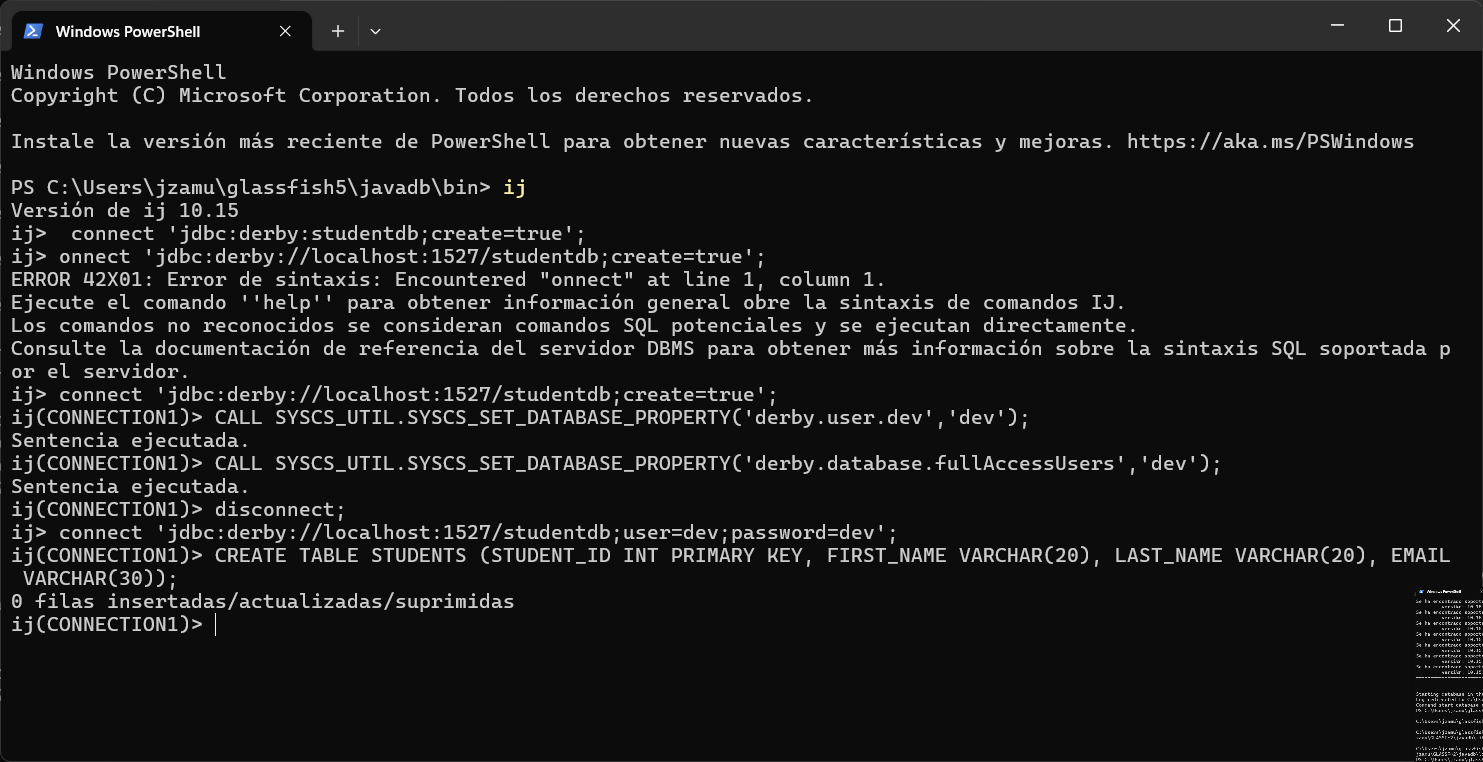 Windows PowerShell
Windows PowerShell
Copyright (C) Microsoft Corporation. Todos los derechos reservados.
Instale la versión más reciente de PowerShell para obtener nuevas características y mejoras. https://aka.ms/PSWindows
PS C:\Users\jzamu\glassfish5\javadb\bin> ij
Versión de ij 10.15
ij>  connect 'jdbc:derby:studentdb;create=true';
ij> onnect 'jdbc:derby://localhost:1527/studentdb;create=true';
ERROR 42X01: Error de sintaxis: Encountered "onnect" at line 1, column 1.
Ejecute el comando ''help'' para obtener información general obre la sintaxis de comandos IJ.
Los comandos no reconocidos se consideran comandos SQL potenciales y se ejecutan directamente.
Consulte la documentación de referencia del servidor DBMS para obtener más información sobre la sintaxis SQL soportada p
or el servidor.
ij> connect 'jdbc:derby://localhost:1527/studentdb;create=true';
ij(CONNECTION1)> CALL SYSCS_UTIL.SYSCS_SET_DATABASE_PROPERTY('derby.user.dev','dev');
Sentencia ejecutada.
ij(CONNECTION1)> CALL SYSCS_UTIL.SYSCS_SET_DATABASE_PROPERTY('derby.database.fullAccessUsers','dev');
Sentencia ejecutada.
ij(CONNECTION1)> disconnect;
ij> connect 'jdbc:derby://localhost:1527/studentdb;user=dev;password=dev';
ij(CONNECTION1)> CREATE TABLE STUDENTS (STUDENT_ID INT PRIMARY KEY, FIRST_NAME VARCHAR(20), LAST_NAME VARCHAR(20), EMAIL
 VARCHAR(30));
0 filas insertadas/actualizadas/suprimidas
ij(CONNECTION1)>